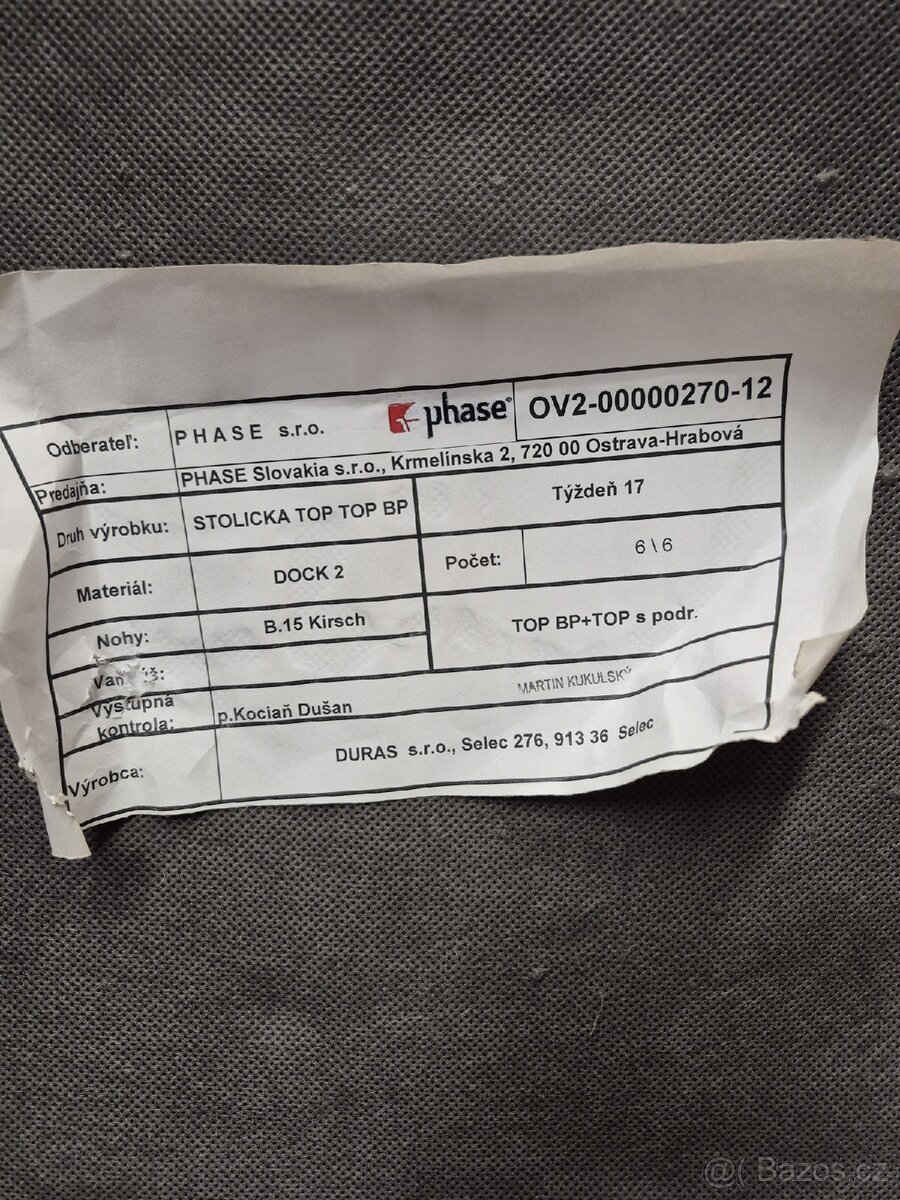 Odberateľ: PHASE s.r.o. phase® OV2-00000270-12
Predajňa: PHASE Slovakia s.r.o., Krmelínska 2, 720 00 Ostrava-Hrabová
Druh výrobku: STOLICKA TOP TOP BP Týždeň 17
Materiál: DOCK 2 Počet: 6\6
Nohy: B.15 Kirsch TOP BP+TOP s podr.
Výstupná kontrola: p.Kociaň Dušan MARTIN KUKULSKÝ
Výrobca: DURAS s.r.o., Selec 276, 913 36 Selec
@( Bazos.cz